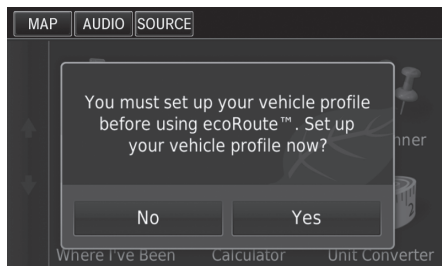 MAP AUDIO SOURCE
You must set up your vehicle profile
before using ecoRoute™. Set up
your vehicle profile now?
nner
No Yes
Where I've Been Calculator Unit Converter